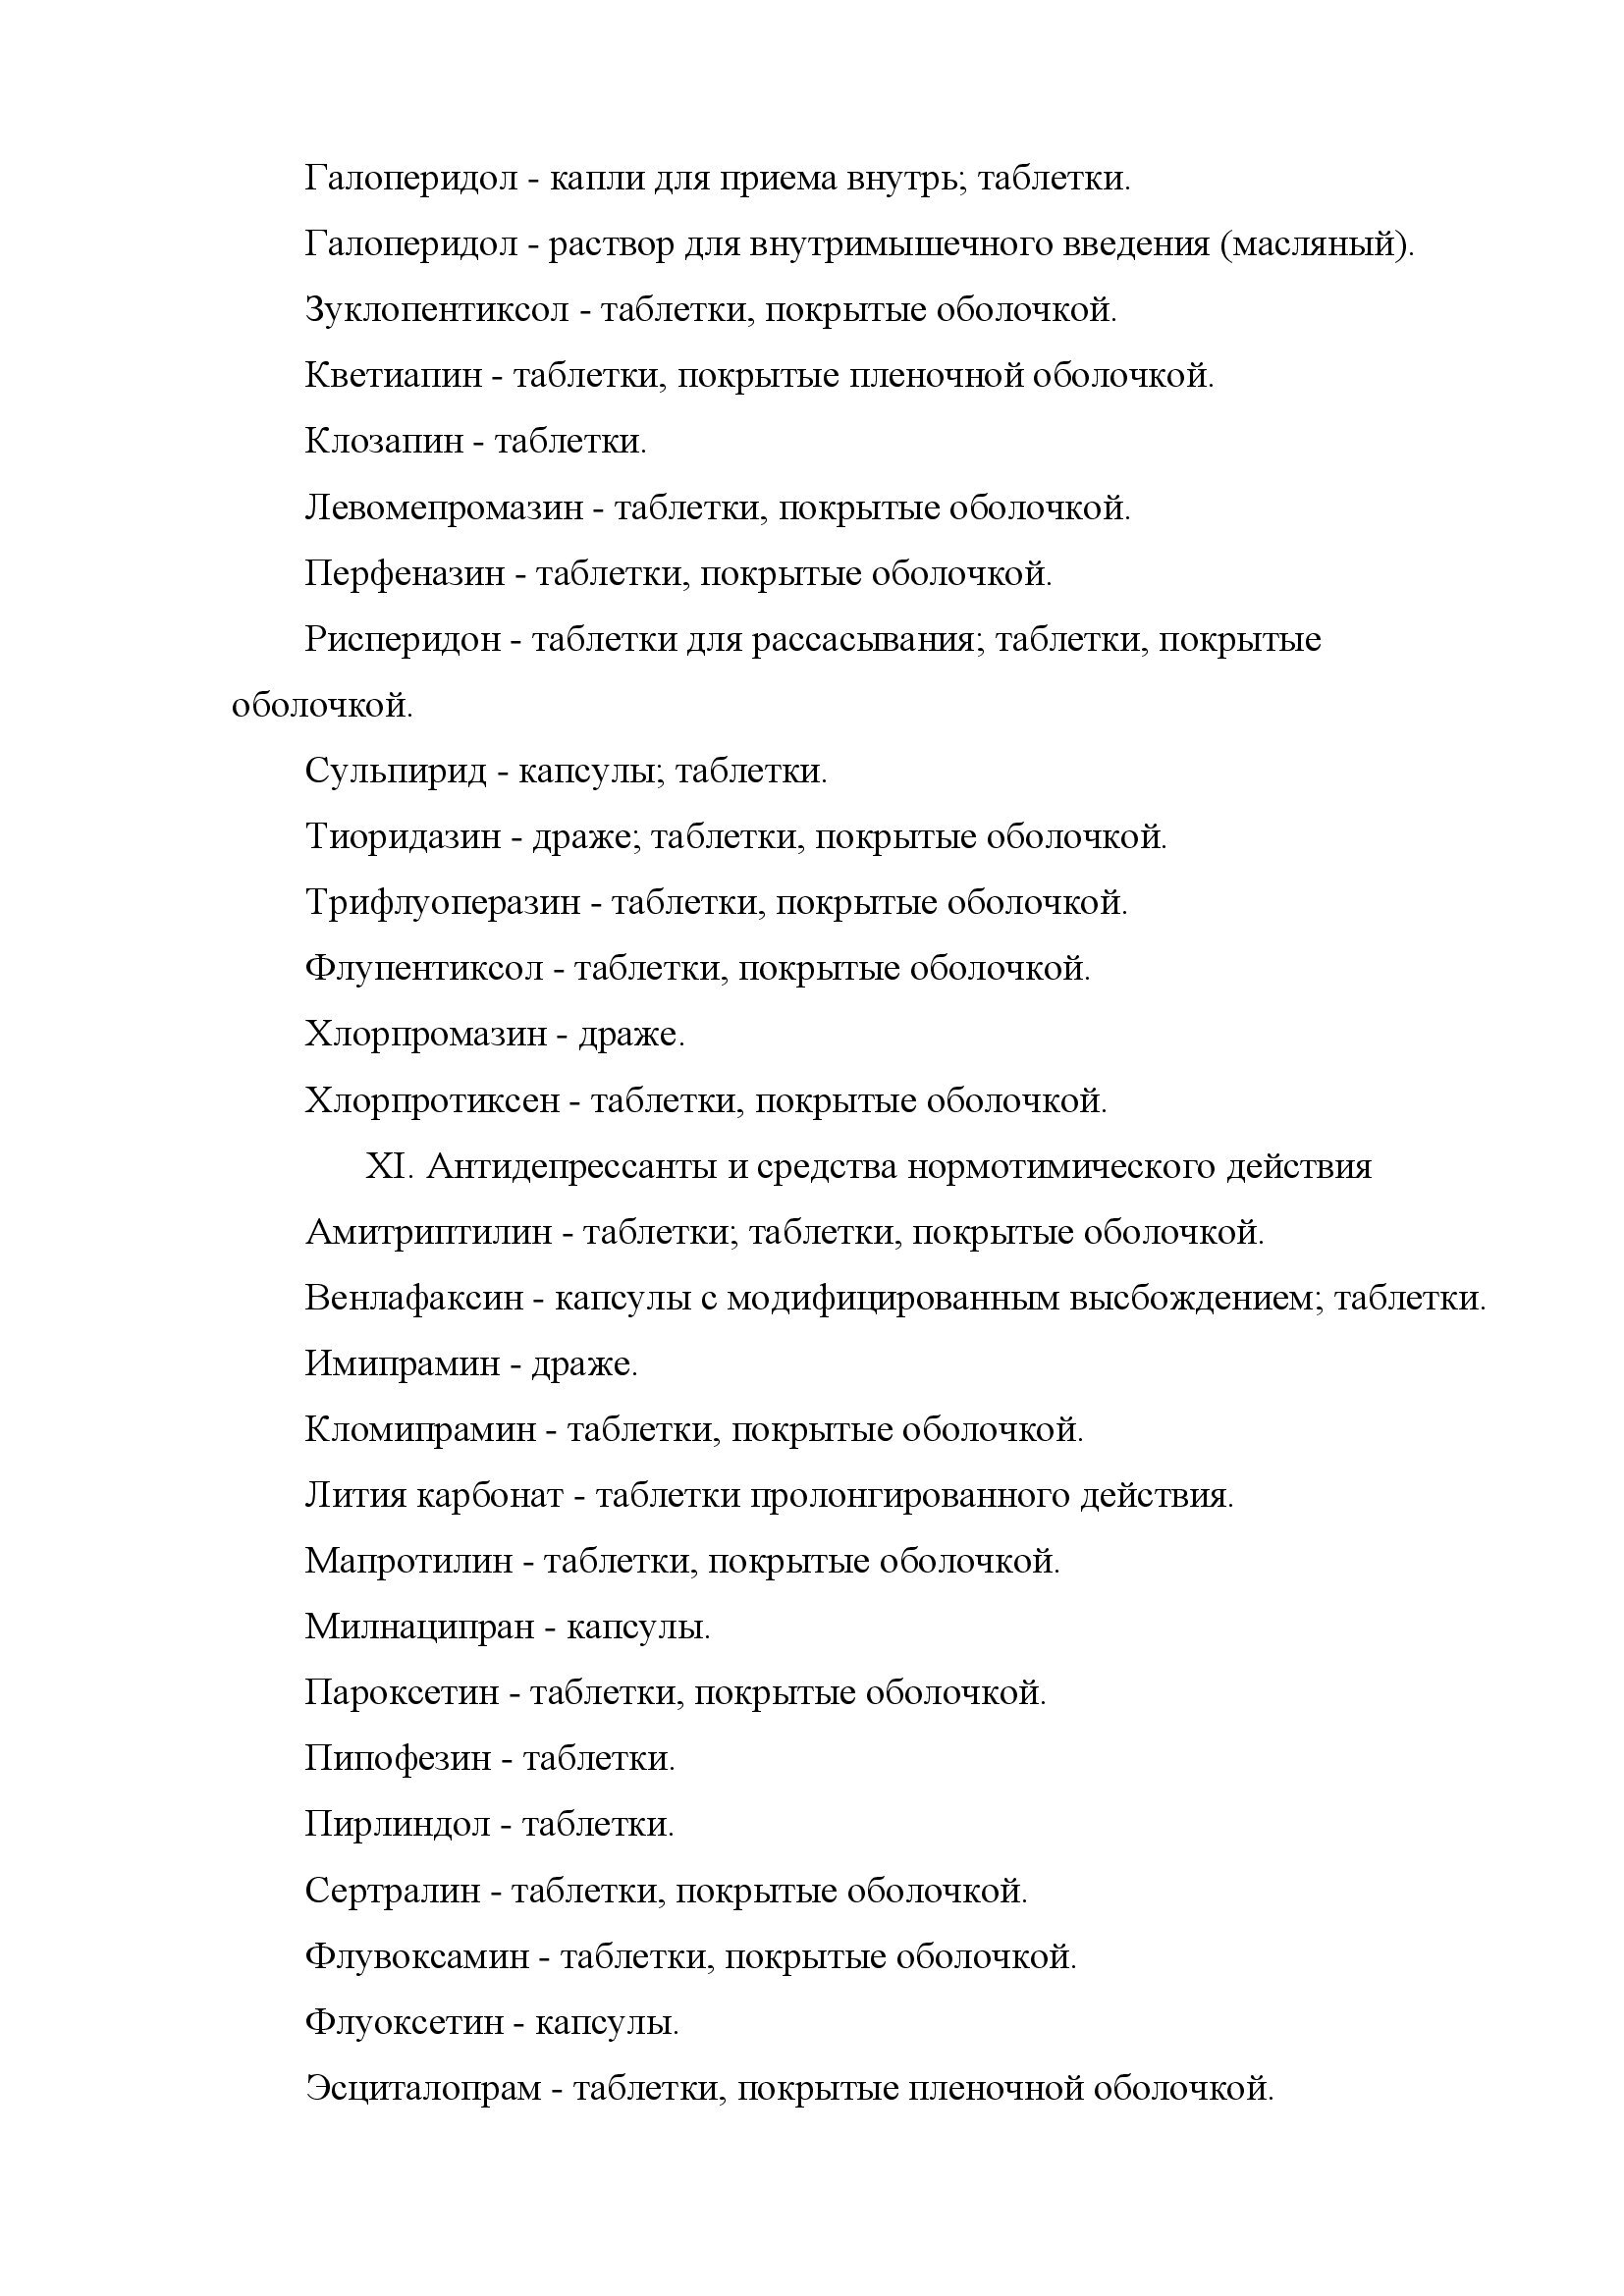 Галоперидол - капли для приема внутрь; таблетки.
Галоперидол - раствор для внутримышечного введения (масляный).
Зуклопентиксол - таблетки, покрытые оболочкой.
Кветиапин - таблетки, покрытые пленочной оболочкой.
Клозапин - таблетки.
Левомепромазин - таблетки, покрытые оболочкой.
Перфеназин - таблетки, покрытые оболочкой.
Рисперидон - таблетки для рассасывания; таблетки, покрытые
оболочкой.
Сульпирид - капсулы; таблетки.
Тиоридазин - драже; таблетки, покрытые оболочкой.
Трифлуоперазин - таблетки, покрытые оболочкой.
Флупентиксол - таблетки, покрытые оболочкой.
Хлорпромазин - драже.
Хлорпротиксен - таблетки, покрытые оболочкой.
XI. Антидепрессанты и средства нормотимического действия
Амитриптилин - таблетки; таблетки, покрытые оболочкой.
Венлафаксин - капсулы с модифицированным высбождением; таблетки.
Имипрамин - драже.
Кломипрамин - таблетки, покрытые оболочкой.
Лития карбонат - таблетки пролонгированного действия.
Мапротилин - таблетки, покрытые оболочкой.
Милнаципран - капсулы.
Пароксетин - таблетки, покрытые оболочкой.
Пипофезин - таблетки.
Пирлиндол - таблетки.
Сертралин - таблетки, покрытые оболочкой.
Флувоксамин - таблетки, покрытые оболочкой.
Флуоксетин - капсулы.
Эсциталопрам - таблетки, покрытые пленочной оболочкой.